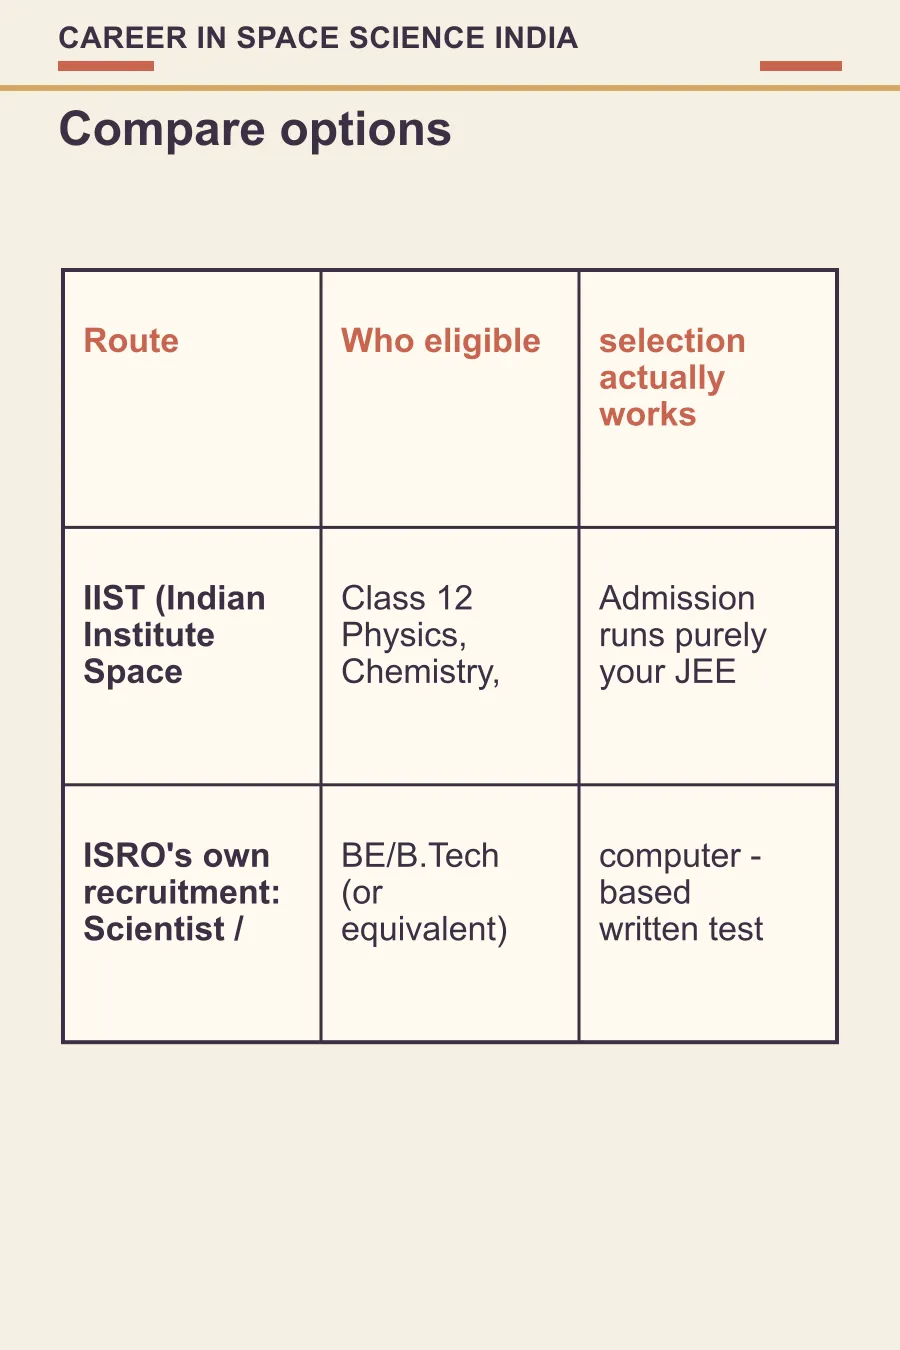 CAREER IN SPACE SCIENCE INDIA
Compare options
Route
Who eligible
selection
actually
works
IIST (Indian
Institute
Space
Class 12
Physics,
Chemistry,
Admission
runs purely
your JEE
ISRO's own
recruitment:
Scientist /
BE/B.Tech
(or
equivalent)
computer -
based
written test